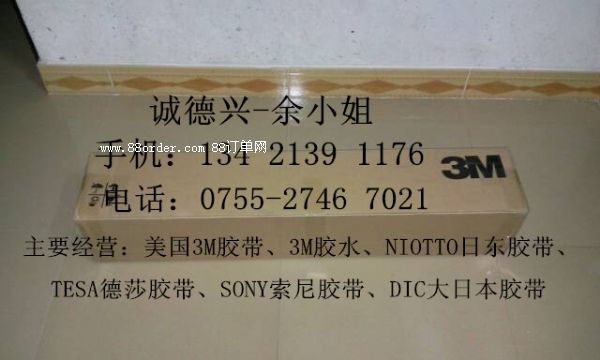 诚德兴-余小姐
www.88order.com 88订单网
手机：134 2139 1176
3M
电话：0755-2746 7021
主要经营：美国3M胶带、3M胶水、NIOTTO日东胶带、
TESA德莎胶带、SONY索尼胶带、DIC大日本胶带